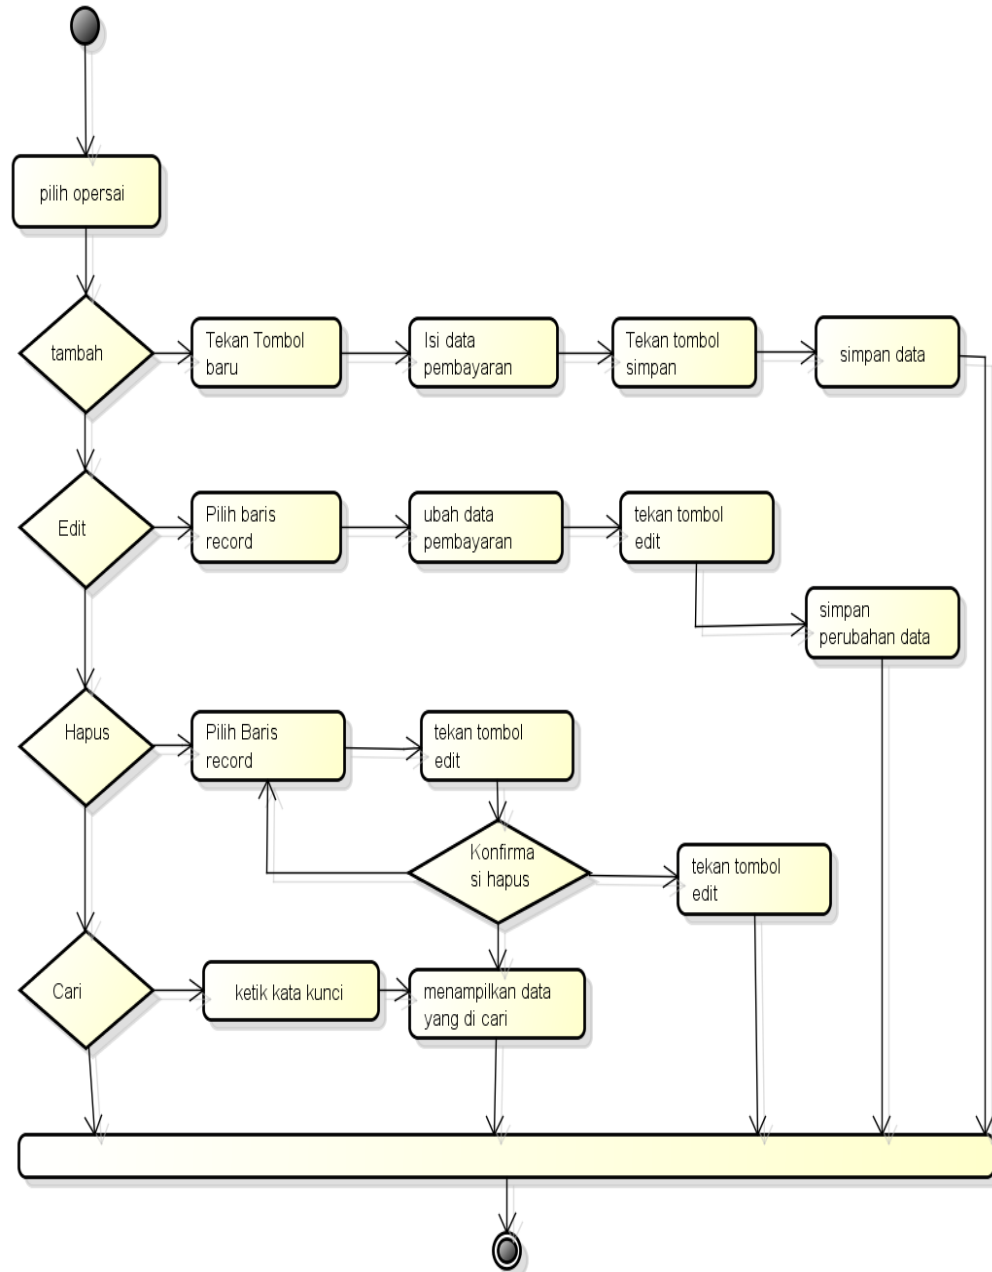 pilih opersai
tambah
Tekan Tombol
baru
Isi data
pembayaran
Tekan tombol
simpan
simpan data
Edit
Pilih baris
record
ubah data
pembayaran
tekan tombol
edit
simpan
perubahan data
Hapus
Pilih Baris
record
tekan tombol
edit
Konfirma
si hapus
tekan tombol
edit
Cari
ketik kata kunci
menampilkan data
yang di cari